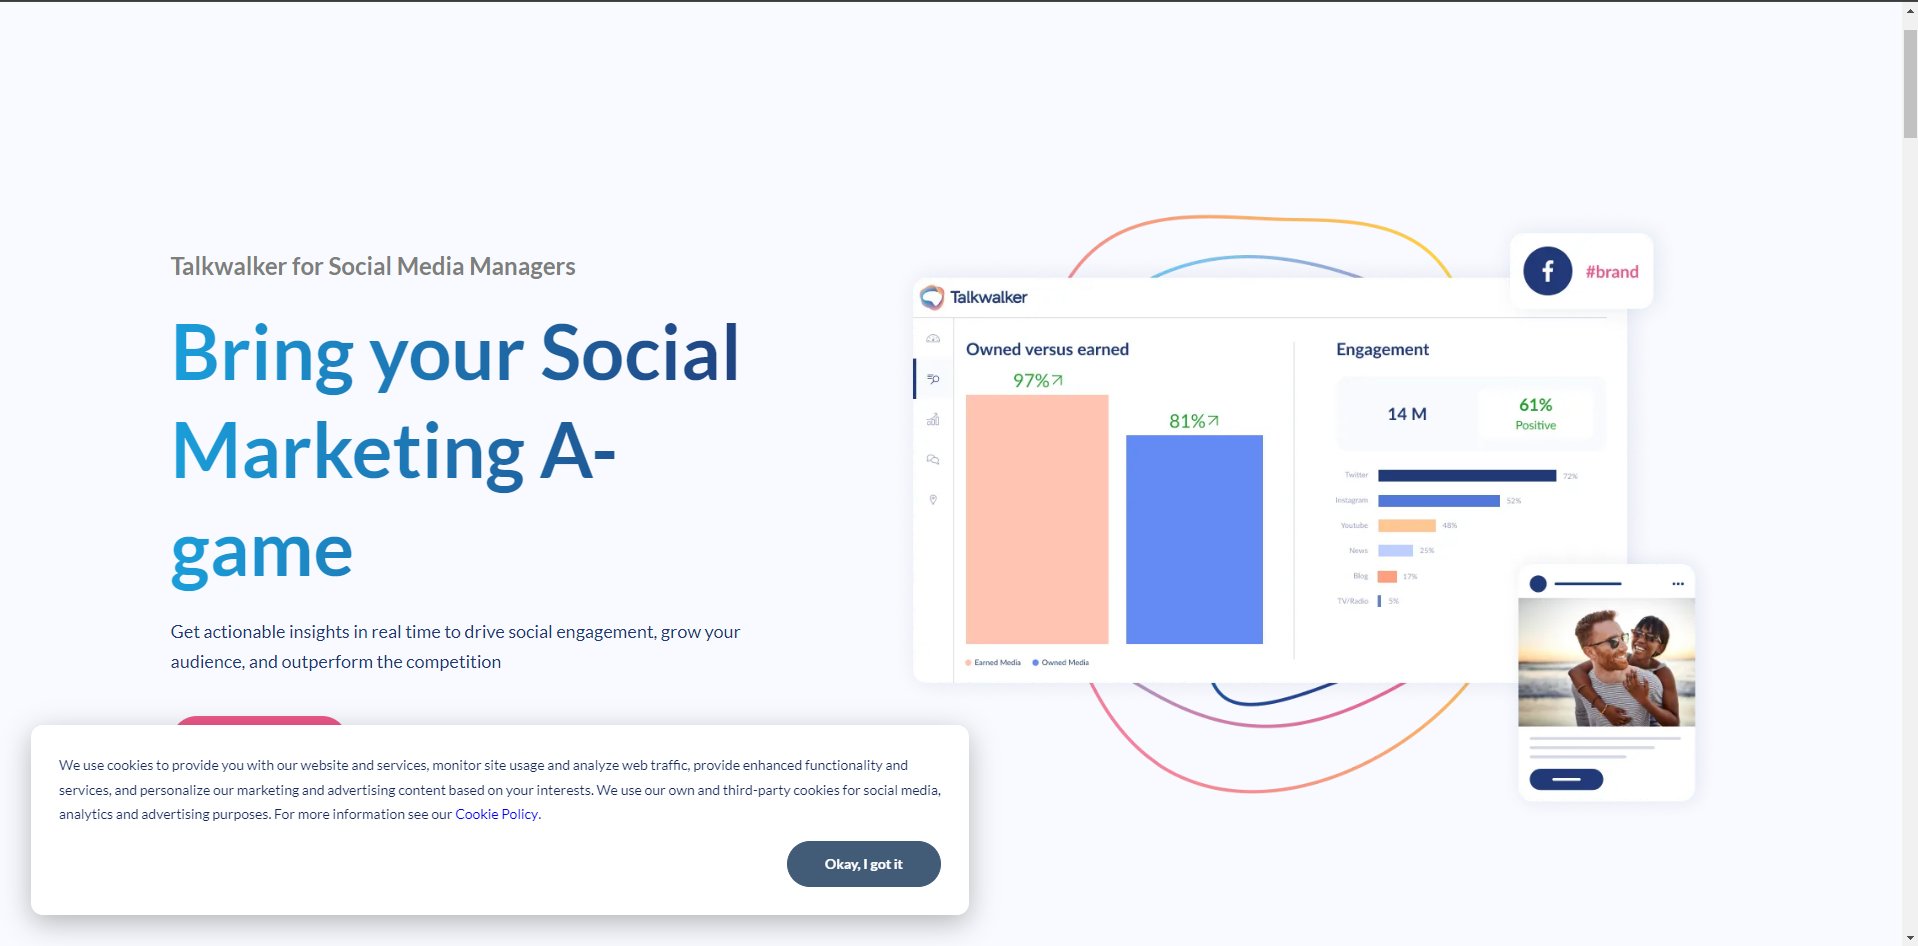 Talkwalker for Social Media Managers
Bring your Social
Marketing A-
game
Get actionable insights in real time to drive social engagement, grow your
audience, and outperform the competition
Talkwalker
#brand
Owned versus earned
97%
81%
Earned Media
Owned Media
Engagement
14 M
61%
Positive
Twitter 72%
Instagram 52%
Youtube 48%
News 25%
Blog 17%
TV/Radio 5%
We use cookies to provide you with our website and services, monitor site usage and analyze web traffic, provide enhanced functionality and
services, and personalize our marketing and advertising content based on your interests. We use our own and third-party cookies for social media,
analytics and advertising purposes. For more information see our Cookie Policy.
Okay, I got it